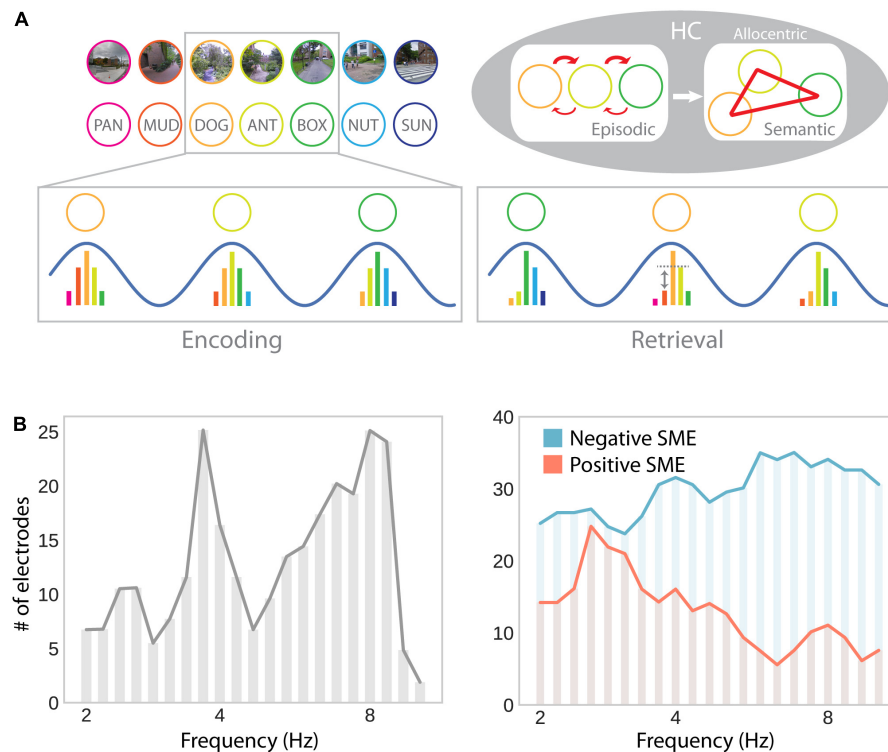 A
PAN MUD DOG ANT BOX NUT SUN
HC
Episodic
Allocentric
Semantic
Encoding
Retrieval
B
# of electrodes
25
20
15
10
5
0
2 4 8
Frequency (Hz)
40
30
20
10
0
Negative SME
Positive SME
2 4 8
Frequency (Hz)